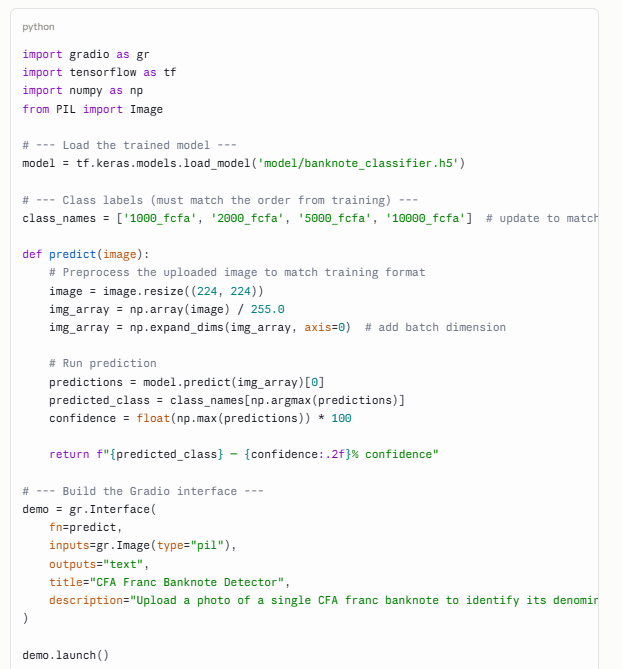 python
import gradio as gr
import tensorflow as tf
import numpy as np
from PIL import Image
# --- Load the trained model ---
model = tf.keras.models.load_model('model/banknote_classifier.h5')
# --- Class labels (must match the order from training) ---
class_names = ['1000_fcfa', '2000_fcfa', '5000_fcfa', '10000_fcfa']  # update to match
def predict(image):
    # Preprocess the uploaded image to match training format
    image = image.resize((224, 224))
    img_array = np.array(image) / 255.0
    img_array = np.expand_dims(img_array, axis=0)  # add batch dimension
    # Run prediction
    predictions = model.predict(img_array)[0]
    predicted_class = class_names[np.argmax(predictions)]
    confidence = float(np.max(predictions)) * 100
    return f"{predicted_class} — {confidence:.2f}% confidence"
# --- Build the Gradio interface ---
demo = gr.Interface(
    fn=predict,
    inputs=gr.Image(type="pil"),
    outputs="text",
    title="CFA Franc Banknote Detector",
    description="Upload a photo of a single CFA franc banknote to identify its denomin
)
demo.launch()